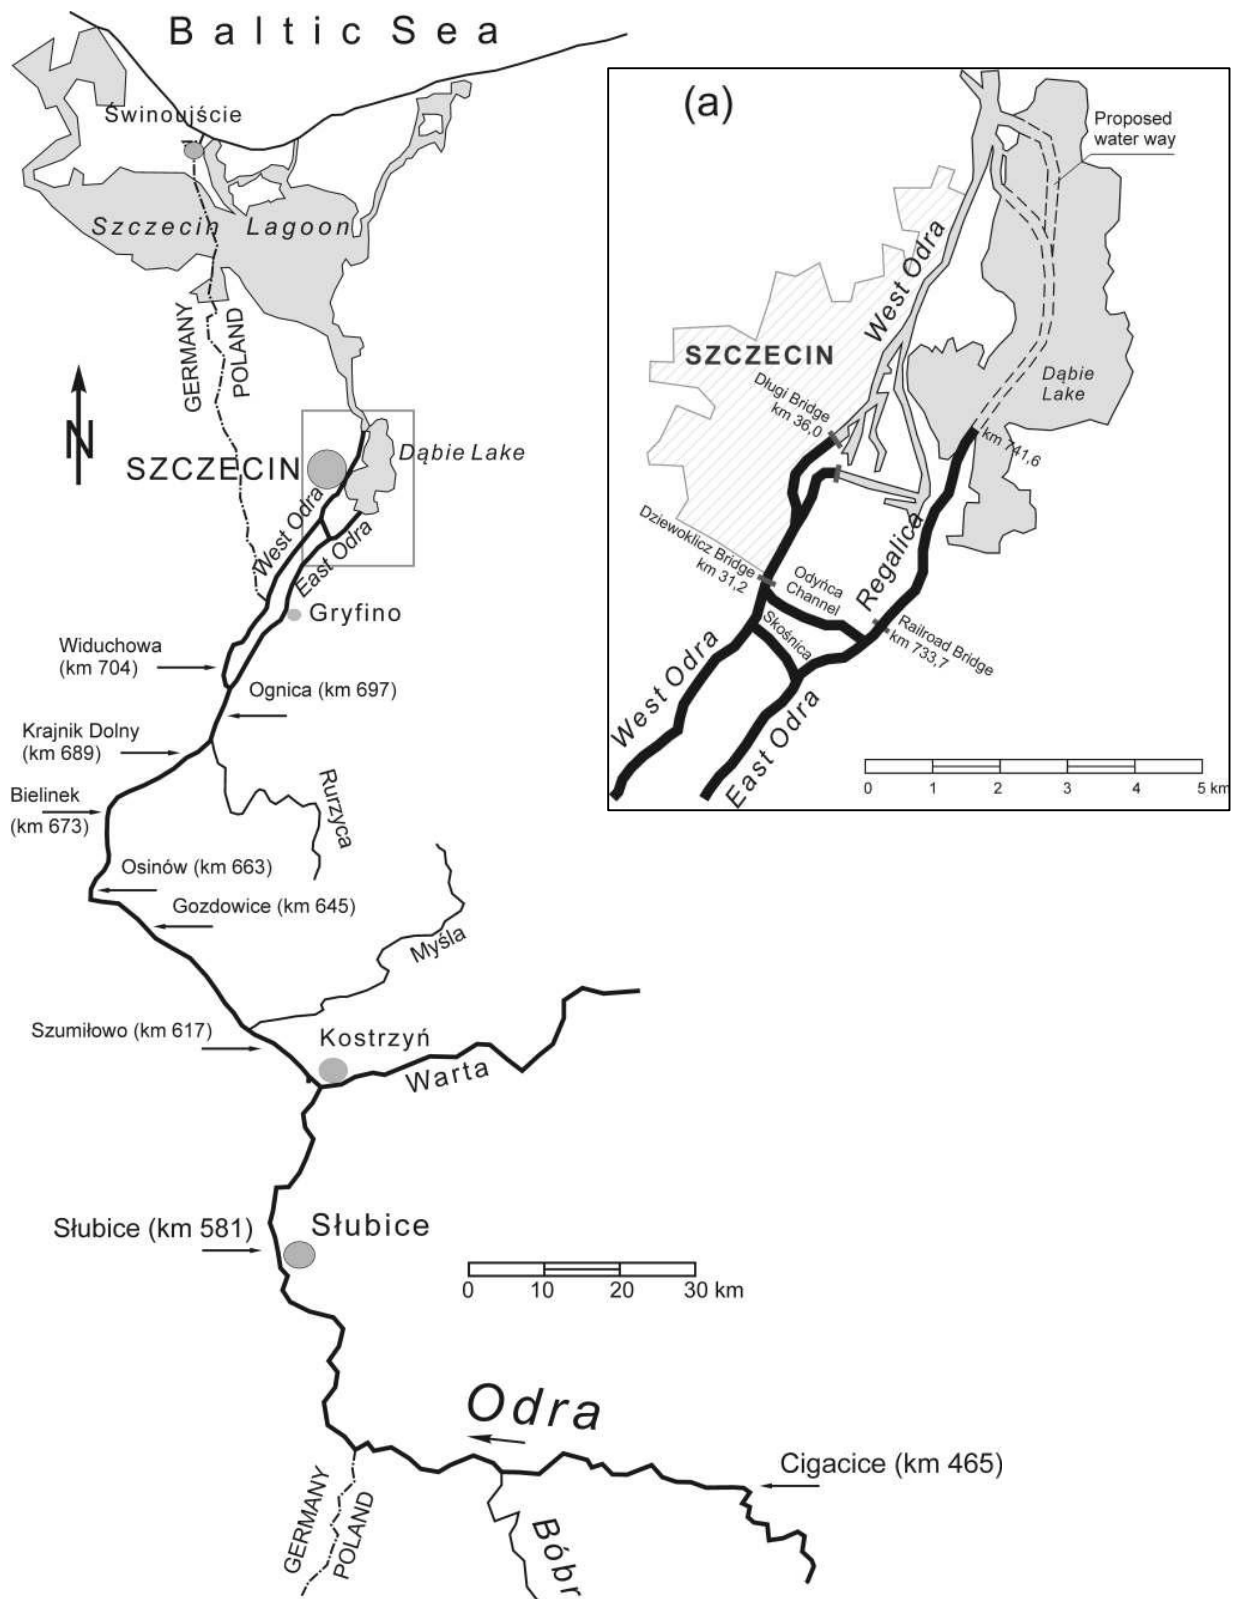 Baltic Sea
Świnoujście
Szczecin Lagoon
GERMANY
POLAND
N
SZCZECIN
Dąbie Lake
West Odra
East Odra
Gryfino
Widuchowa
(km 704)
Ognica (km 697)
Krajnik Dolny
(km 689)
Bielinek
(km 673)
Rurzyca
Osinów (km 663)
Gozdowice (km 645)
Myśla
Szumiłowo (km 617)
Kostrzyń
Warta
Słubice (km 581)
Słubice
0 10 20 30 km
Odra
Cigacice (km 465)
GERMANY
POLAND
Bóbr
(a)
Proposed
water way
West Odra
SZCZECIN
Dąbie
Lake
Długi Bridge
km 36,0
km 741,6
Dziewoklicz Bridge
km 31,2
Odyńca
Channel
Regalica
Skośnica
Railroad Bridge
km 733,7
West Odra
East Odra
0 1 2 3 4 5 km